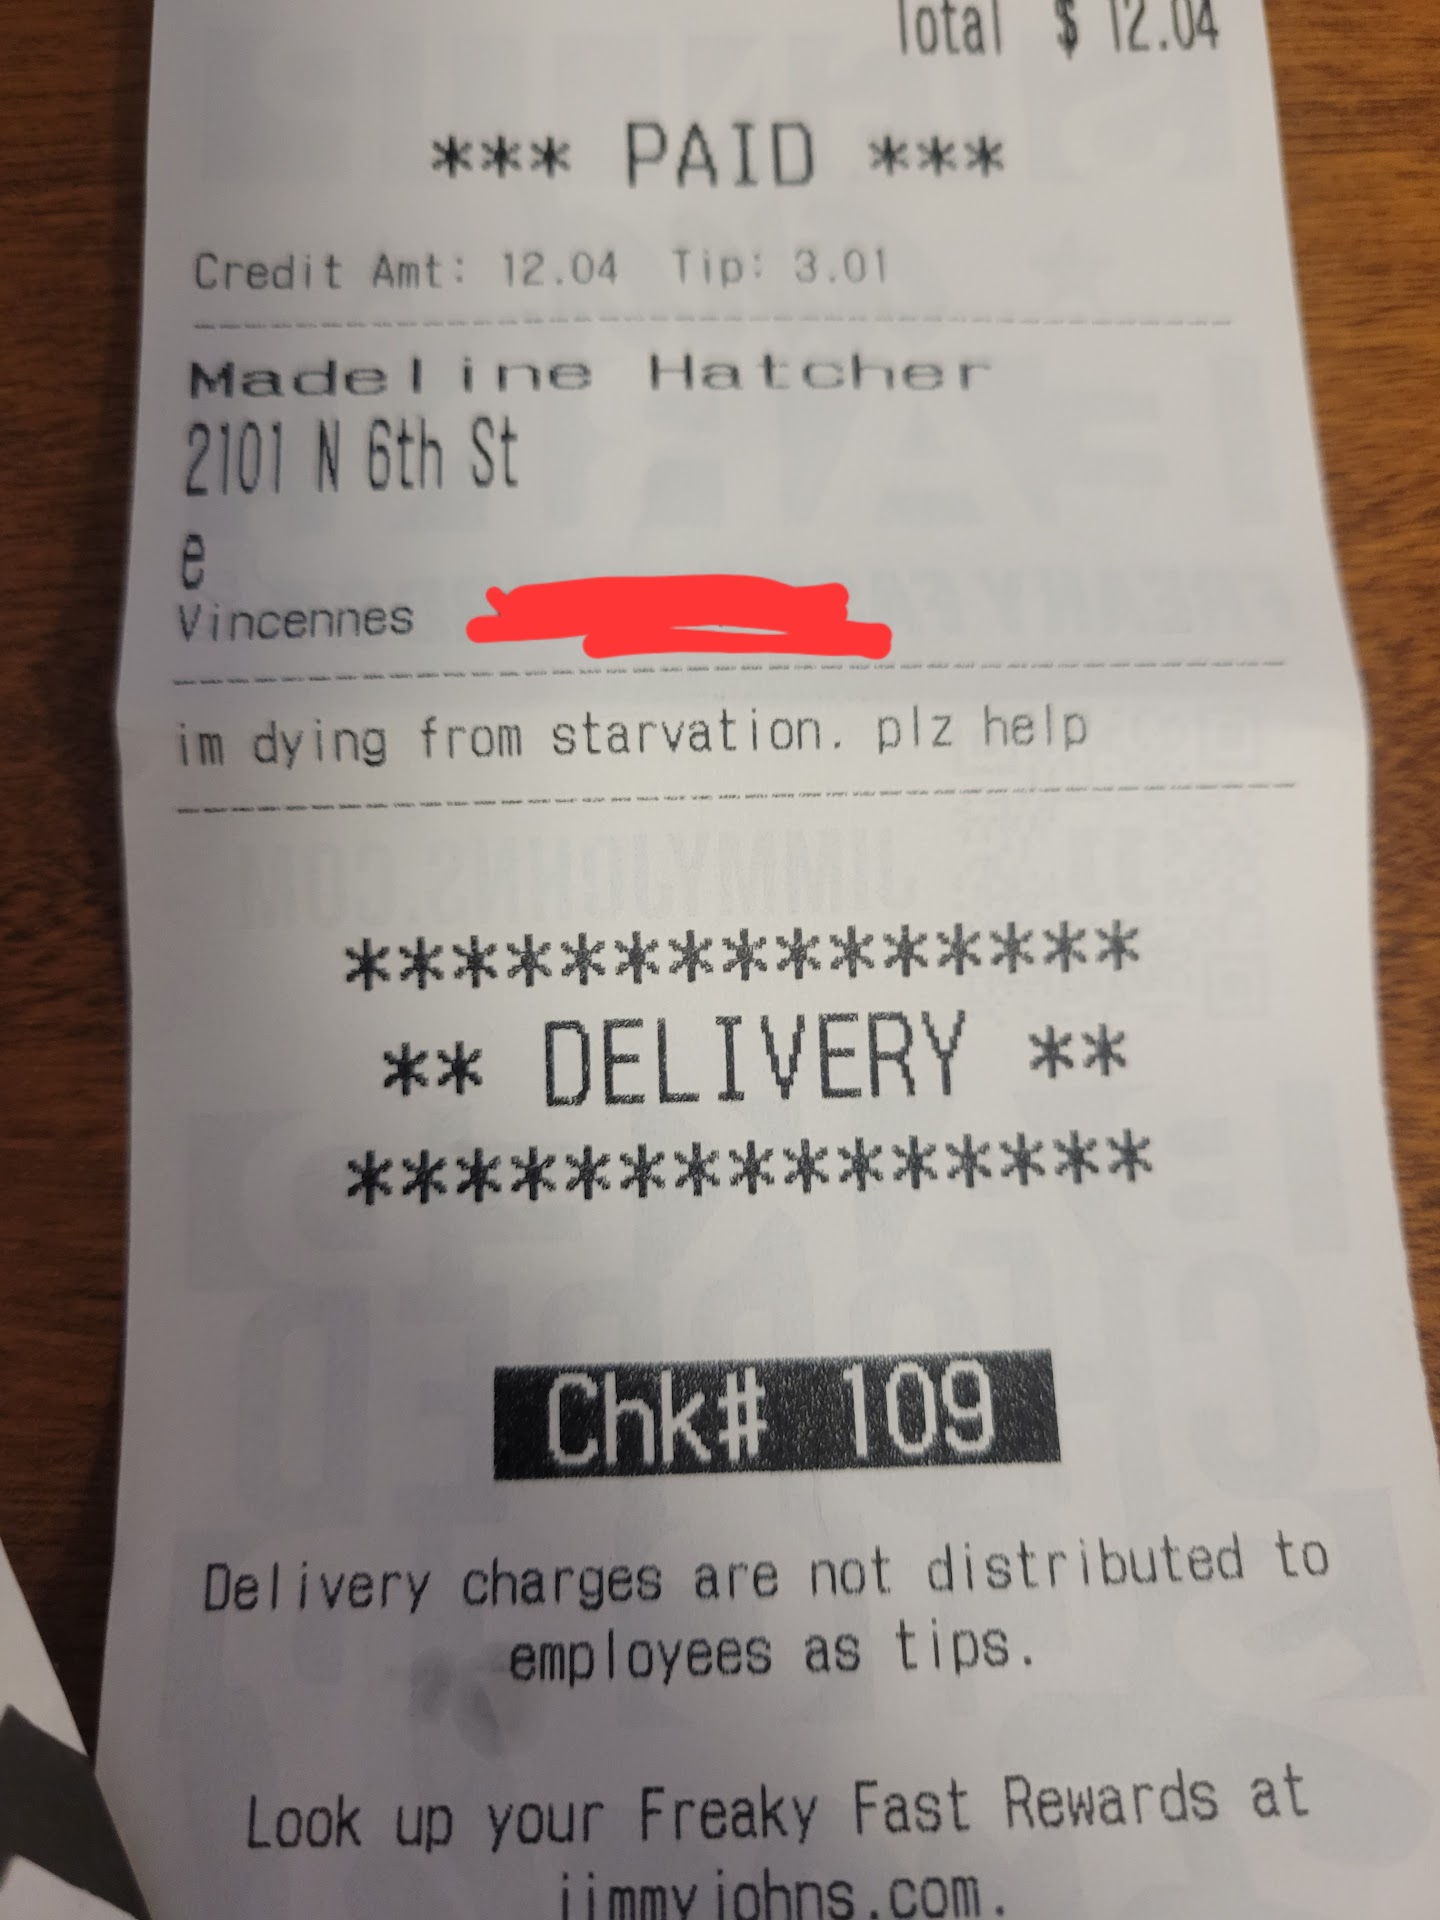 Total $ 12.04
*** PAID ***
Credit Amt: 12.04 Tip: 3.01
Madeline Hatcher
2101 N 6th St
e
Vincennes
im dying from starvation. plz help
JIMMYJOHNS.COM
***************
** DELIVERY **
***************
Chk# 109
Delivery charges are not distributed to
employees as tips.
Look up your Freaky Fast Rewards at
jimmyjohns.com.